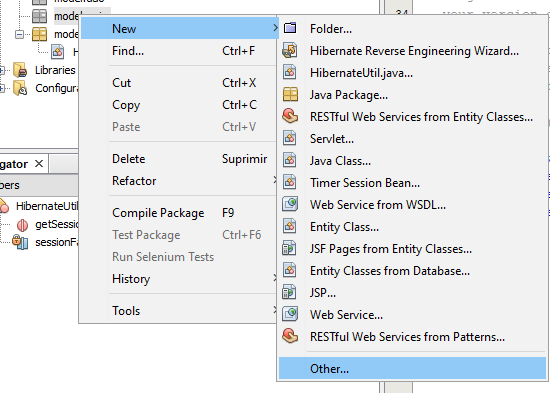 New
Find... Ctrl+F
Cut Ctrl+X
Copy Ctrl+C
Paste Ctrl+V
Delete Suprimir
Refactor
Compile Package F9
Test Package Ctrl+F6
Run Selenium Tests
History
Tools
Folder...
Hibernate Reverse Engineering Wizard...
HibernateUtil.java...
Java Package...
RESTful Web Services from Entity Classes...
Servlet...
Java Class...
Timer Session Bean...
Web Service from WSDL...
Entity Class...
JSF Pages from Entity Classes...
Entity Classes from Database...
JSP...
Web Service...
RESTful Web Services from Patterns...
Other...
mode
H
Libraries
Configura
gator ×
bers
HibernateUtil
getSessi
sessionFa
34